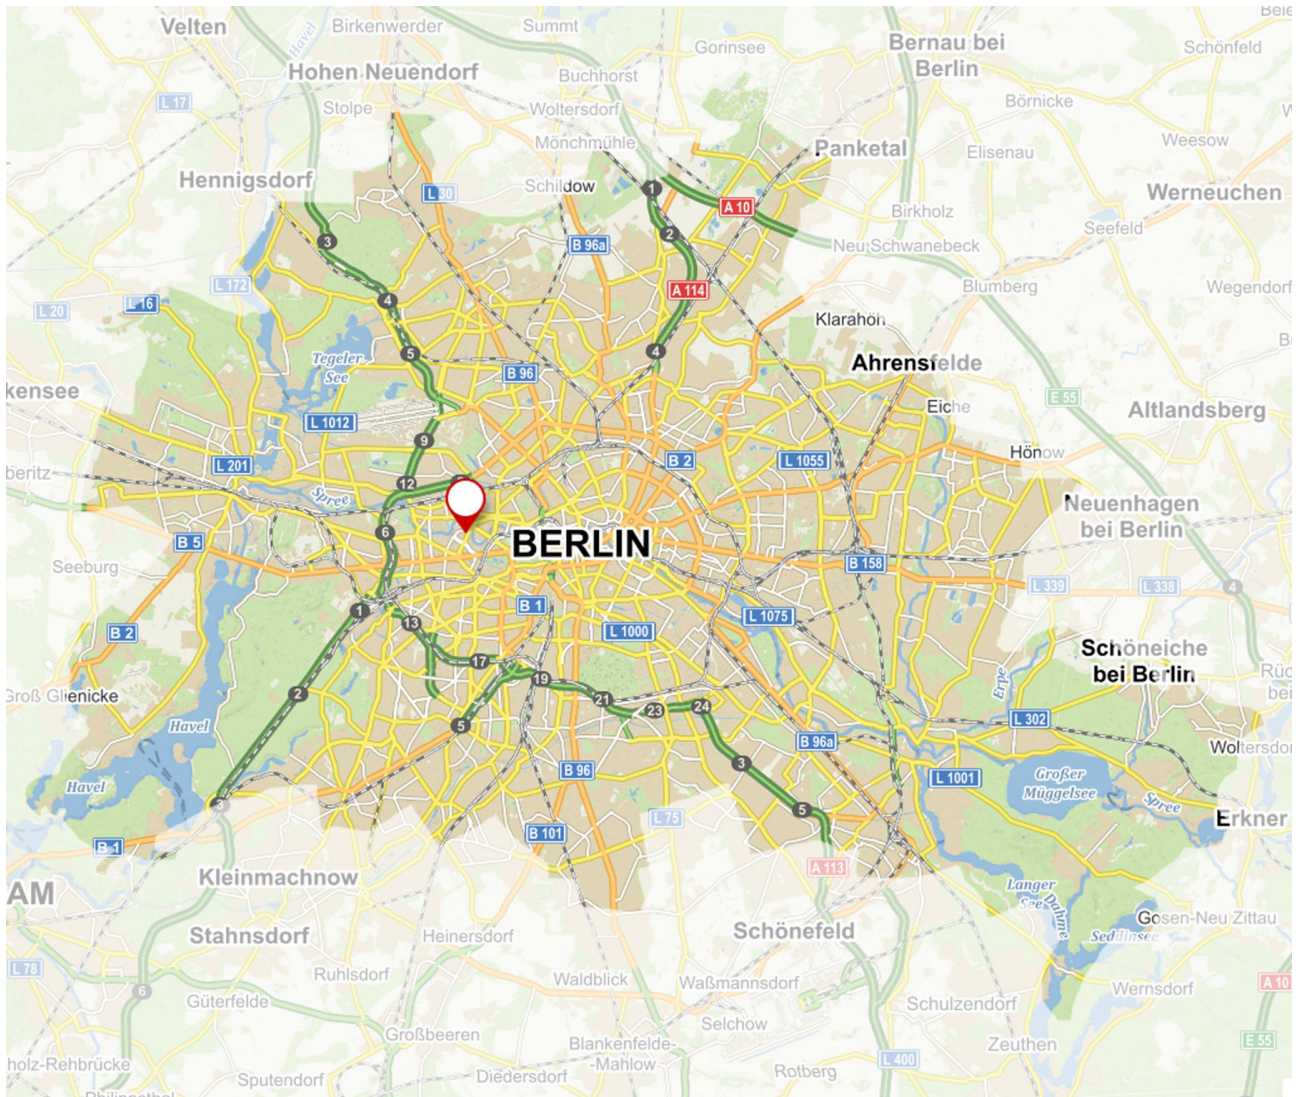 Velten
Birkenwerder
Havel
Summt
Gorinsee
Bernau bei
Berlin
Schönfeld
Hohen Neuendorf
Buchhorst
L 17
Stolpe
Woltersdorf
Börnicke
Mönchmühle
Panketal
Elisenau
Weesow
Hennigsdorf
L 30
Schildow
1
A 10
Werneuchen
Birkholz
Seefeld
3
B 96a
2
Neu Schwanebeck
L 172
A 114
Blumberg
Wegendorf
L 20
L 16
4
Klarahöh
Tegeler
See
5
4
B 96
Ahrensfelde
kensee
E 55
L 1012
Eiche
Altlandsberg
9
Hönow
L 201
B 2
L 1055
12
Spree
Neuenhagen
bei Berlin
6
B 5
BERLIN
Seeburg
B 158
L 339
L 338
4
1
B 1
L 1075
13
B 2
L 1000
Schöneiche
bei Berlin
17
Erpe
19
Groß Glienicke
2
21
23
24
L 302
Havel
5
B 96a
Woltersdorf
3
B 96
L 1001
Großer
Müggelsee
Havel
3
5
Spree
L 75
Erkner
B 101
B 1
A 113
Kleinmachnow
AM
Langer
See
Dahme
Gosen-Neu Zittau
Stahnsdorf
Heinersdorf
Schönefeld
Seddinsee
L 78
Ruhlsdorf
Waldblick
Waßmannsdorf
Wernsdorf
A 10
6
Güterfelde
Schulzendorf
Selchow
Großbeeren
Blankenfelde-
-Mahlow
Zeuthen
E 55
holz-Rehbrücke
L 400
Sputendorf
Diedersdorf
Rotberg